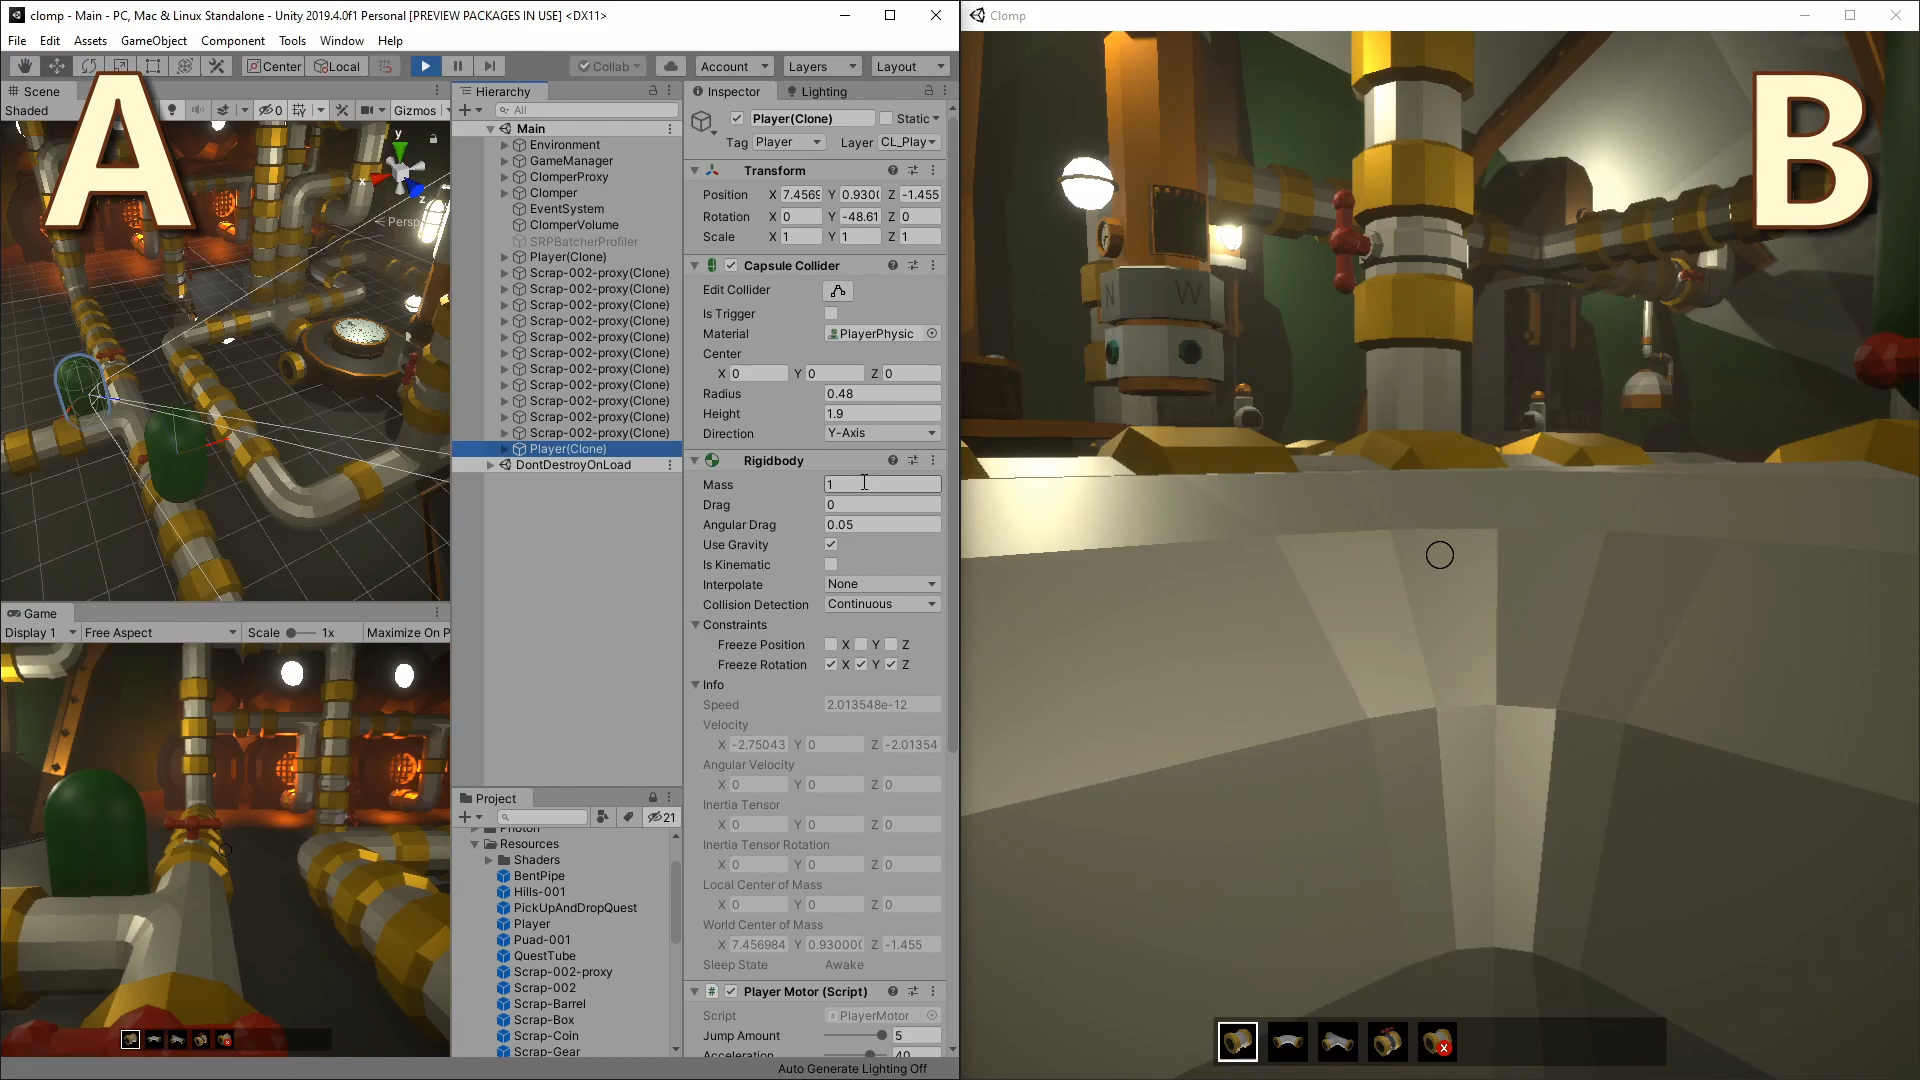 clomp - Main - PC, Mac & Linux Standalone - Unity 2019.4.0f1 Personal [PREVIEW PACKAGES IN USE] <DX11>
File Edit Assets GameObject Component Tools Window Help
Center Local Collab Account Layers Layout
Scene
Shaded Gizmos
A
y
x
z
Persp
Game
Display 1 Free Aspect Scale 1x Maximize On P
Hierarchy
All
Main
Environment
GameManager
ClomperProxy
Clomper
EventSystem
ClomperVolume
SRPBatcherProfiler
Player(Clone)
Scrap-002-proxy(Clone)
Scrap-002-proxy(Clone)
Scrap-002-proxy(Clone)
Scrap-002-proxy(Clone)
Scrap-002-proxy(Clone)
Scrap-002-proxy(Clone)
Scrap-002-proxy(Clone)
Scrap-002-proxy(Clone)
Scrap-002-proxy(Clone)
Scrap-002-proxy(Clone)
Scrap-002-proxy(Clone)
Player(Clone)
DontDestroyOnLoad
Project
21
Photon
Resources
Shaders
BentPipe
Hills-001
PickUpAndDropQuest
Player
Puad-001
QuestTube
Scrap-002-proxy
Scrap-002
Scrap-Barrel
Scrap-Box
Scrap-Coin
Scrap-Gear
Inspector Lighting
Player(Clone) Static
Tag Player Layer CL_Play
Transform
Position X 7.4569 Y 0.930( Z -1.455
Rotation X 0 Y -48.61 Z 0
Scale X 1 Y 1 Z 1
Capsule Collider
Edit Collider
Is Trigger
Material PlayerPhysic
Center
X 0 Y 0 Z 0
Radius 0.48
Height 1.9
Direction Y-Axis
Rigidbody
Mass 1
Drag 0
Angular Drag 0.05
Use Gravity
Is Kinematic
Interpolate None
Collision Detection Continuous
Constraints
Freeze Position X Y Z
Freeze Rotation X Y Z
Info
Speed 2.013548e-12
Velocity
X -2.75043 Y 0 Z -2.01354
Angular Velocity
X 0 Y 0 Z 0
Inertia Tensor
X 0 Y 0 Z 0
Inertia Tensor Rotation
X 0 Y 0 Z 0
Local Center of Mass
X 0 Y 0 Z 0
World Center of Mass
X 7.456984 Y 0.93000( Z -1.455
Sleep State Awake
Player Motor (Script)
Script PlayerMotor
Jump Amount 5
Acceleration 40
Auto Generate Lighting Off
Clomp
B
N W